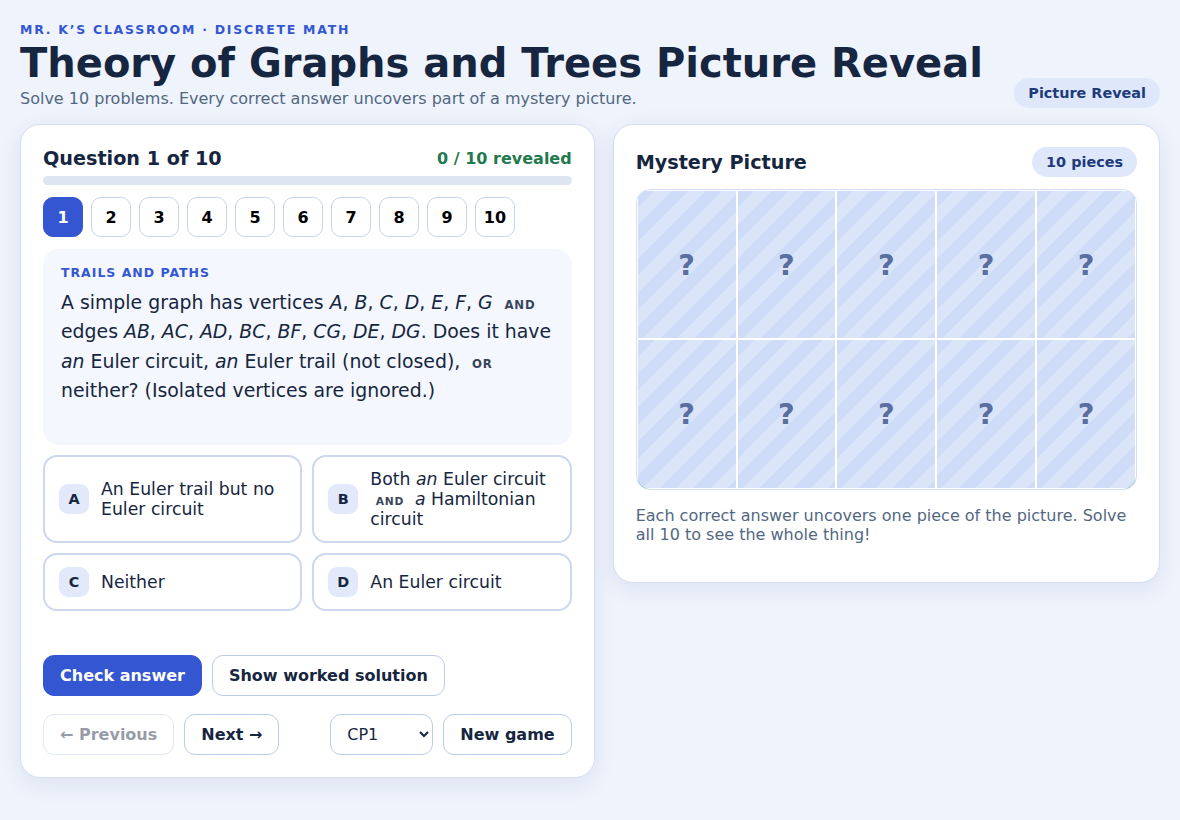 MR. K’S CLASSROOM · DISCRETE MATH
Theory of Graphs and Trees Picture Reveal
Solve 10 problems. Every correct answer uncovers part of a mystery picture.
Picture Reveal
Question 1 of 10
0 / 10 revealed
1 2 3 4 5 6 7 8 9 10
TRAILS AND PATHS
A simple graph has vertices A, B, C, D, E, F, G AND
edges AB, AC, AD, BC, BF, CG, DE, DG. Does it have
an Euler circuit, an Euler trail (not closed), OR
neither? (Isolated vertices are ignored.)
A An Euler trail but no
Euler circuit
B Both an Euler circuit
AND a Hamiltonian
circuit
C Neither
D An Euler circuit
Check answer
Show worked solution
← Previous
Next →
CP1
New game
Mystery Picture
10 pieces
? ? ? ? ?
? ? ? ? ?
Each correct answer uncovers one piece of the picture. Solve
all 10 to see the whole thing!